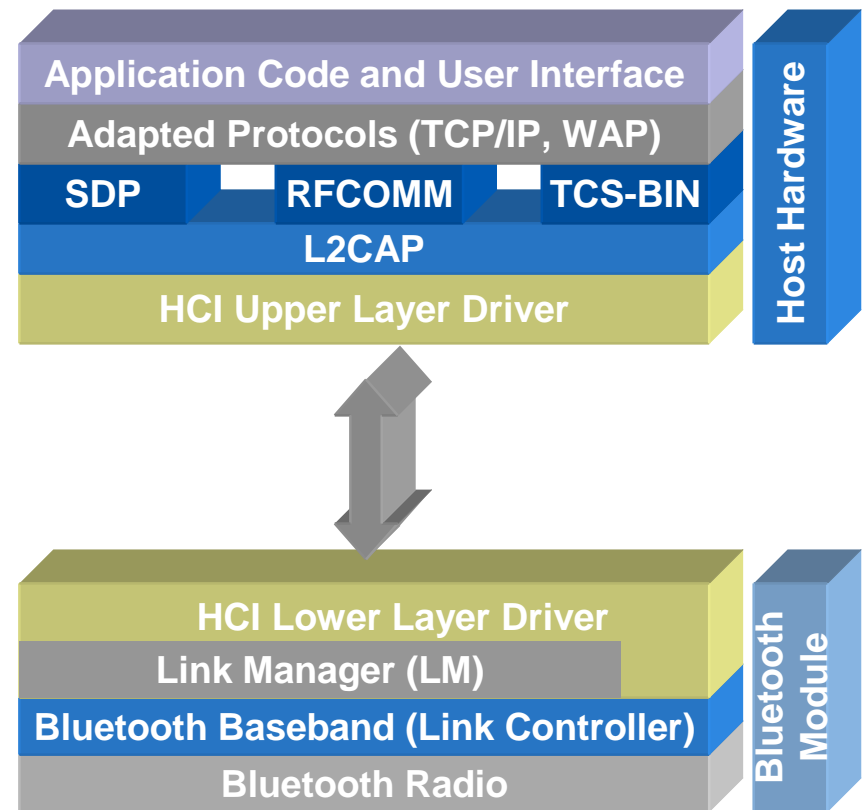 Application Code and User Interface
Adapted Protocols (TCP/IP, WAP)
SDP
RFCOMM
TCS-BIN
L2CAP
HCI Upper Layer Driver
Host Hardware
HCI Lower Layer Driver
Link Manager (LM)
Bluetooth Baseband (Link Controller)
Bluetooth Radio
Bluetooth
Module